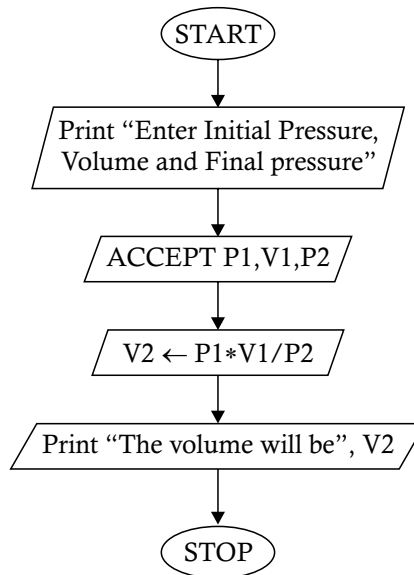 START
Print “Enter Initial Pressure,
Volume and Final pressure”
ACCEPT P1,V1,P2
V2 ← P1*V1/P2
Print “The volume will be”, V2
STOP